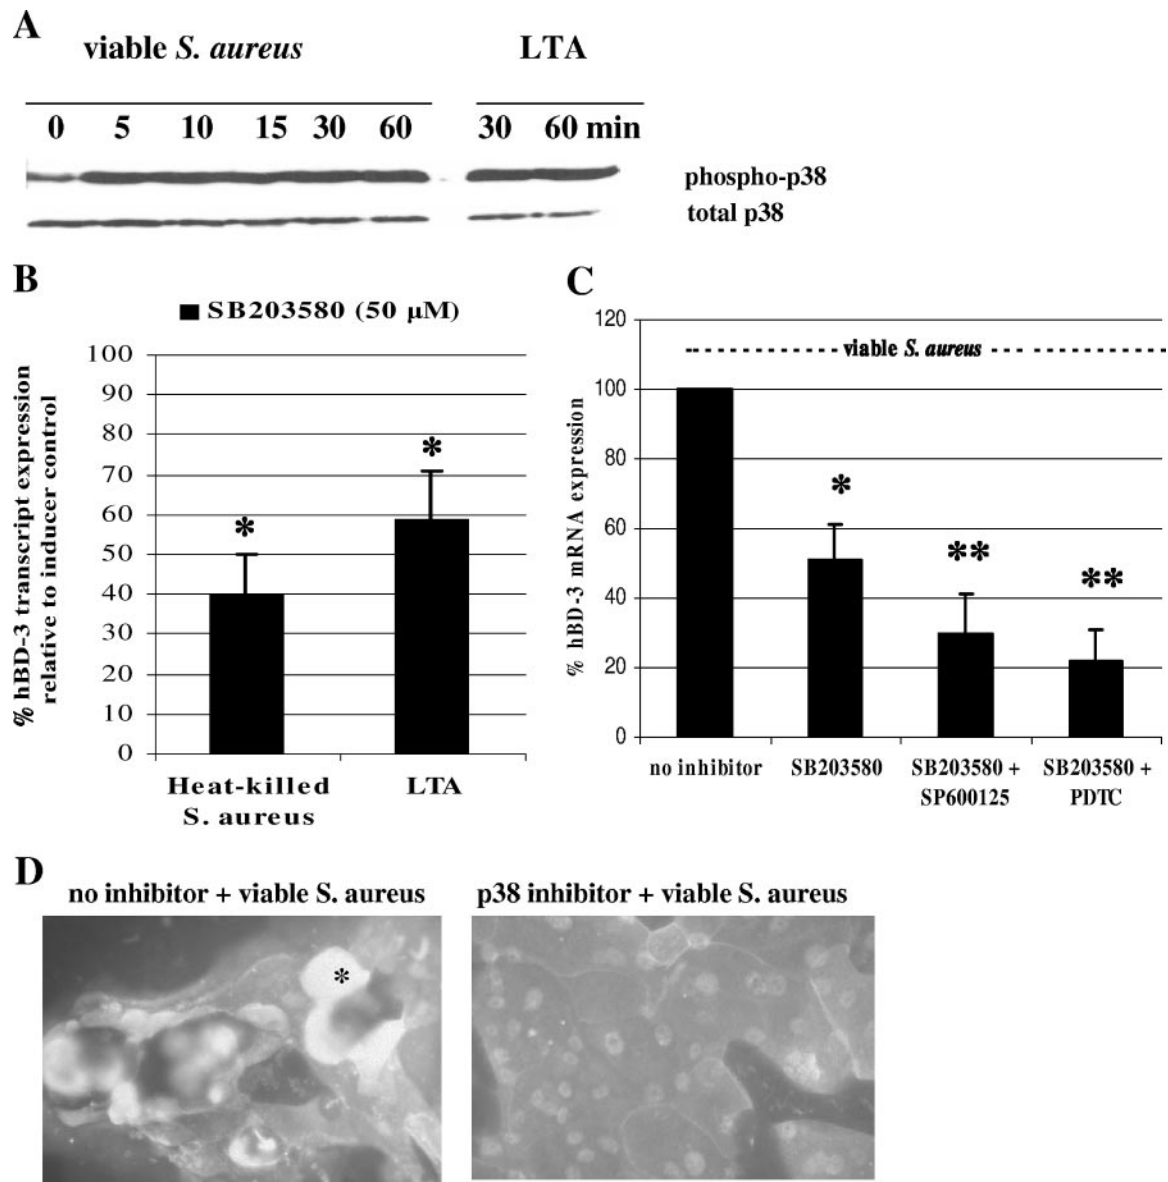 A
viable S. aureus LTA
0 5 10 15 30 60 30 60 min
phospho-p38
total p38
B
SB203580 (50 µM)
% hBD-3 transcript expression
relative to inducer control
100
90
80
70
60
50
40
30
20
10
0
*
*
Heat-killed
S. aureus
LTA
C
% hBD-3 mRNA expression
120
100
80
60
40
20
0
viable S. aureus
*
**
**
no inhibitor
SB203580
SB203580 +
SP600125
SB203580 +
PDTC
D
no inhibitor + viable S. aureus
*
p38 inhibitor + viable S. aureus